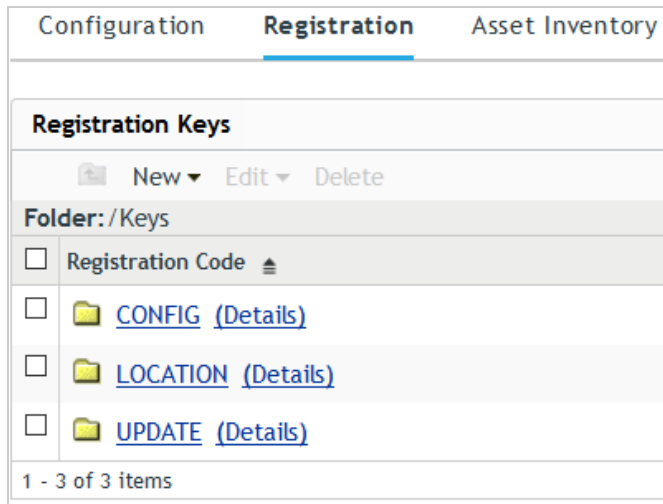 Configuration Registration Asset Inventory
Registration Keys
New Edit Delete
Folder: /Keys
Registration Code
CONFIG (Details)
LOCATION (Details)
UPDATE (Details)
1 - 3 of 3 items